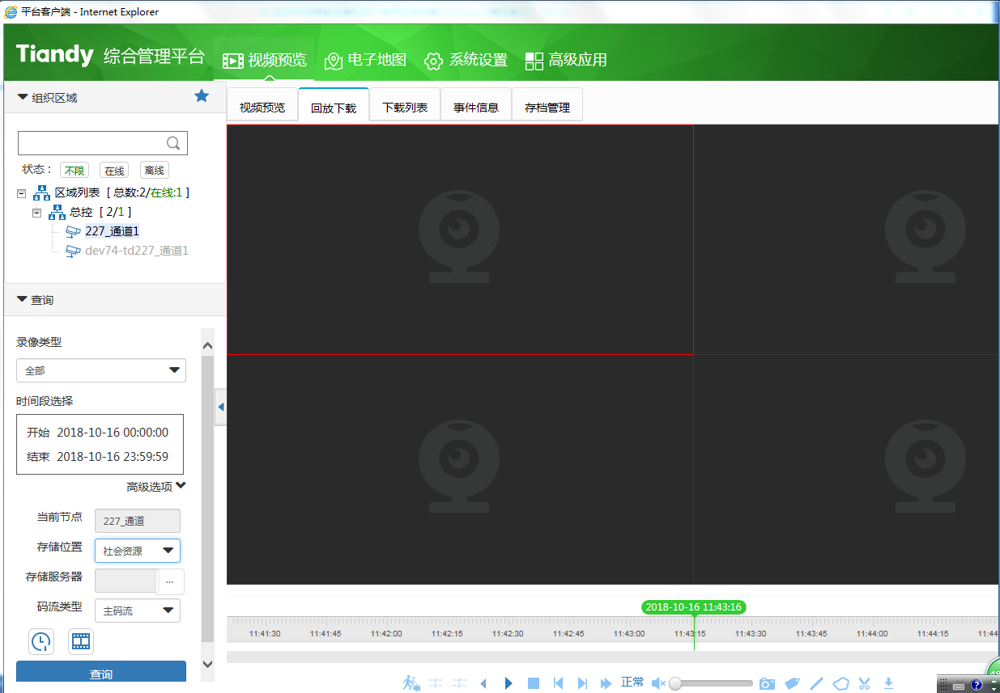 平台客户端 - Internet Explorer
Tiandy 综合管理平台 视频预览 电子地图 系统设置 高级应用
组织区域
视频预览 回放下载 下载列表 事件信息 存档管理
状态： 不限 在线 离线
区域列表 [ 总数:2/在线:1 ]
总控 [ 2/1 ]
227_通道1
dev74-td227_通道1
查询
录像类型
全部
时间段选择
开始 2018-10-16 00:00:00
结束 2018-10-16 23:59:59
高级选项
当前节点 227_通道
存储位置 社会资源
存储服务器 ...
码流类型 主码流
查询
2018-10-16 11:43:16
11:41:30 11:41:45 11:42:00 11:42:15 11:42:30 11:42:45 11:43:00 11:43:15 11:43:30 11:43:45 11:44:00 11:44:15 11:44
正常